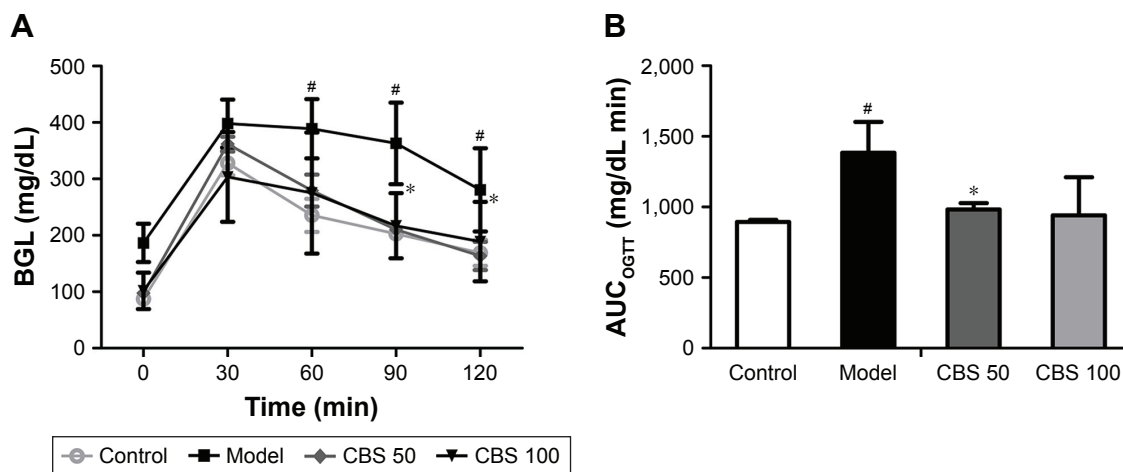 A
500
400
300
200
100
0
BGL (mg/dL)
#
#
#
*
*
0 30 60 90 120
Time (min)
Control Model CBS 50 CBS 100
B
2,000
1,500
1,000
500
0
AUC_OGTT (mg/dL min)
#
*
Control Model CBS 50 CBS 100